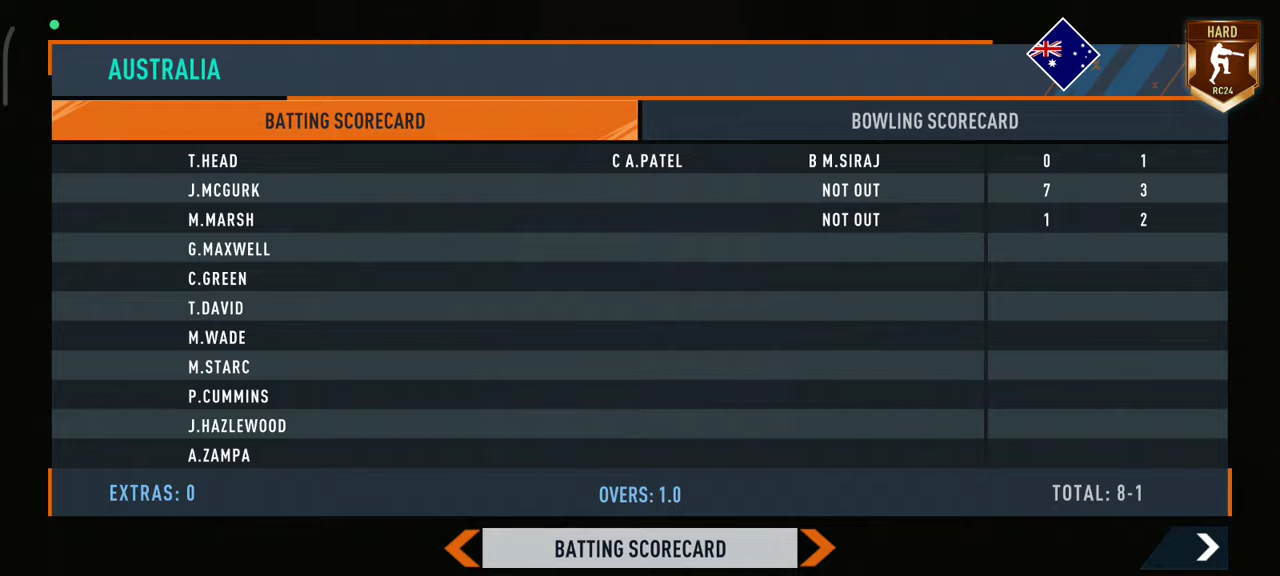 HARD
RC24
AUSTRALIA
BATTING SCORECARD BOWLING SCORECARD
T.HEAD C A.PATEL B M.SIRAJ 0 1
J.MCGURK NOT OUT 7 3
M.MARSH NOT OUT 1 2
G.MAXWELL
C.GREEN
T.DAVID
M.WADE
M.STARC
P.CUMMINS
J.HAZLEWOOD
A.ZAMPA
EXTRAS: 0 OVERS: 1.0 TOTAL: 8-1
BATTING SCORECARD